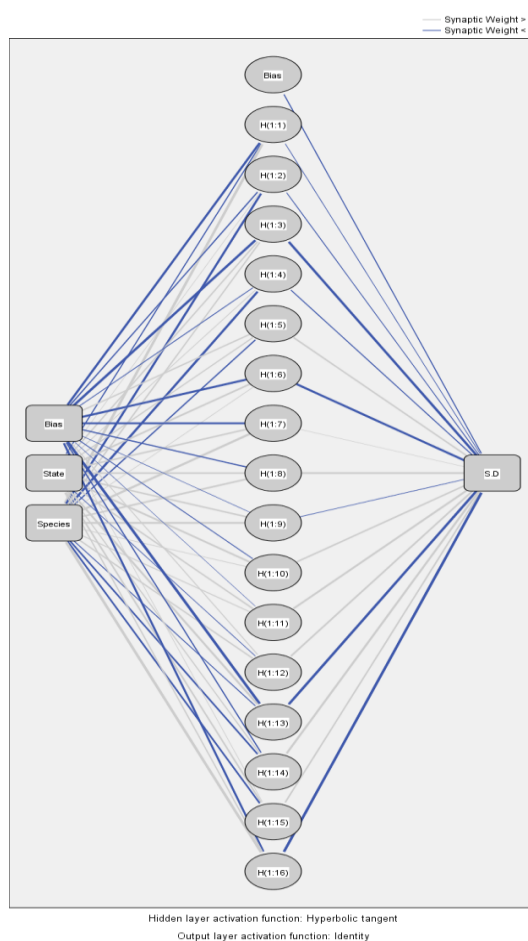 Synaptic Weight >
Synaptic Weight <
Bias
H(1:1)
H(1:2)
H(1:3)
H(1:4)
H(1:5)
H(1:6)
Bias
H(1:7)
State
H(1:8)
S.D
Species
H(1:9)
H(1:10)
H(1:11)
H(1:12)
H(1:13)
H(1:14)
H(1:15)
H(1:16)
Hidden layer activation function: Hyperbolic tangent
Output layer activation function: Identity